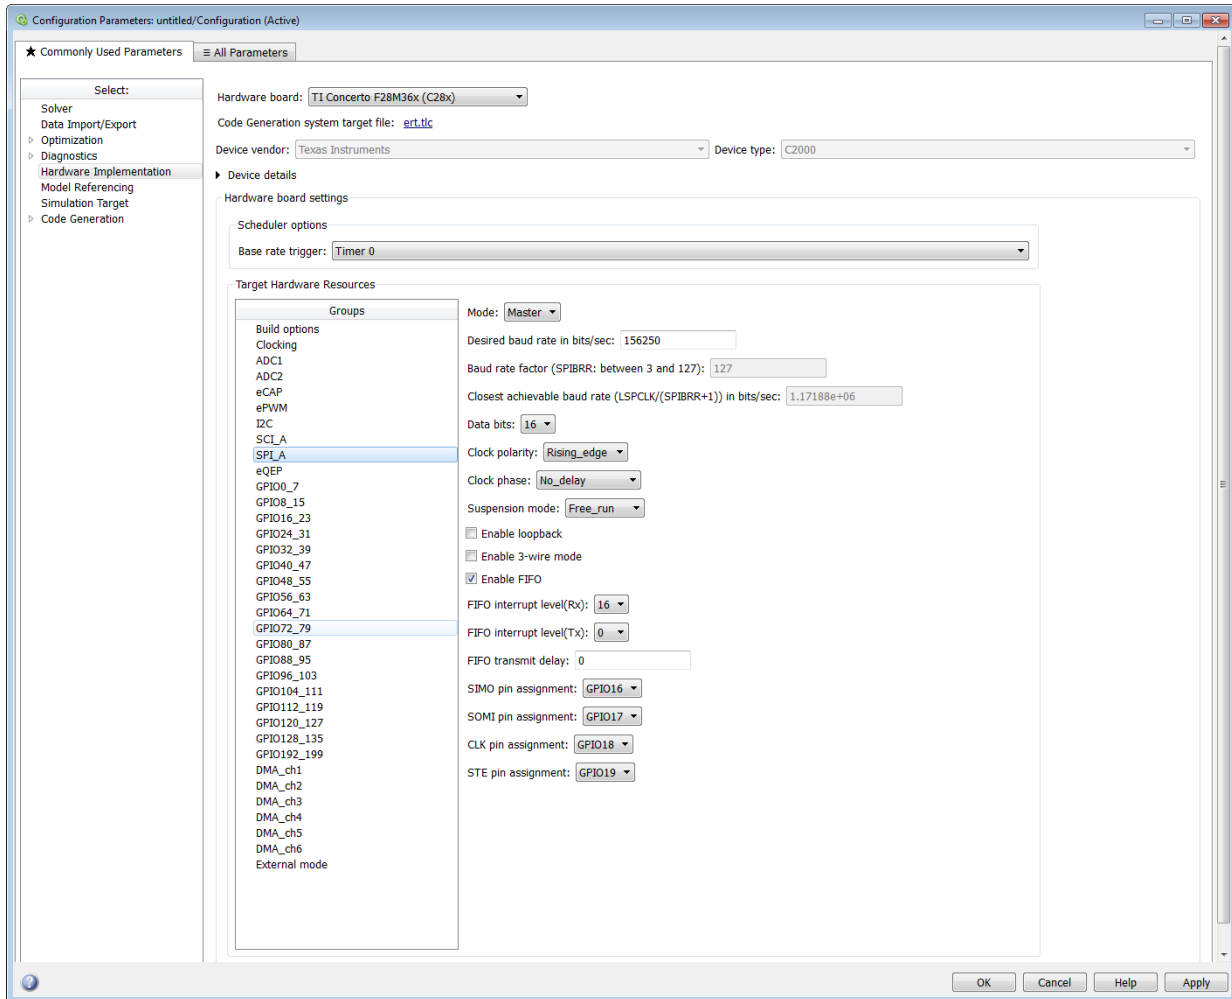 Configuration Parameters: untitled/Configuration (Active)
★ Commonly Used Parameters
≡ All Parameters
Select:
Solver
Data Import/Export
Optimization
Diagnostics
Hardware Implementation
Model Referencing
Simulation Target
Code Generation
Hardware board: TI Concerto F28M36x (C28x)
Code Generation system target file: ert.tlc
Device vendor: Texas Instruments Device type: C2000
Device details
Hardware board settings
Scheduler options
Base rate trigger: Timer 0
Target Hardware Resources
Groups
Build options
Clocking
ADC1
ADC2
eCAP
ePWM
I2C
SCI_A
SPI_A
eQEP
GPIO0_7
GPIO8_15
GPIO16_23
GPIO24_31
GPIO32_39
GPIO40_47
GPIO48_55
GPIO56_63
GPIO64_71
GPIO72_79
GPIO80_87
GPIO88_95
GPIO96_103
GPIO104_111
GPIO112_119
GPIO120_127
GPIO128_135
GPIO192_199
DMA_ch1
DMA_ch2
DMA_ch3
DMA_ch4
DMA_ch5
DMA_ch6
External mode
Mode: Master
Desired baud rate in bits/sec: 156250
Baud rate factor (SPIBRR: between 3 and 127): 127
Closest achievable baud rate (LSPCLK/(SPIBRR+1)) in bits/sec: 1.17188e+06
Data bits: 16
Clock polarity: Rising_edge
Clock phase: No_delay
Suspension mode: Free_run
Enable loopback
Enable 3-wire mode
Enable FIFO
FIFO interrupt level(Rx): 16
FIFO interrupt level(Tx): 0
FIFO transmit delay: 0
SIMO pin assignment: GPIO16
SOMI pin assignment: GPIO17
CLK pin assignment: GPIO18
STE pin assignment: GPIO19
OK Cancel Help Apply